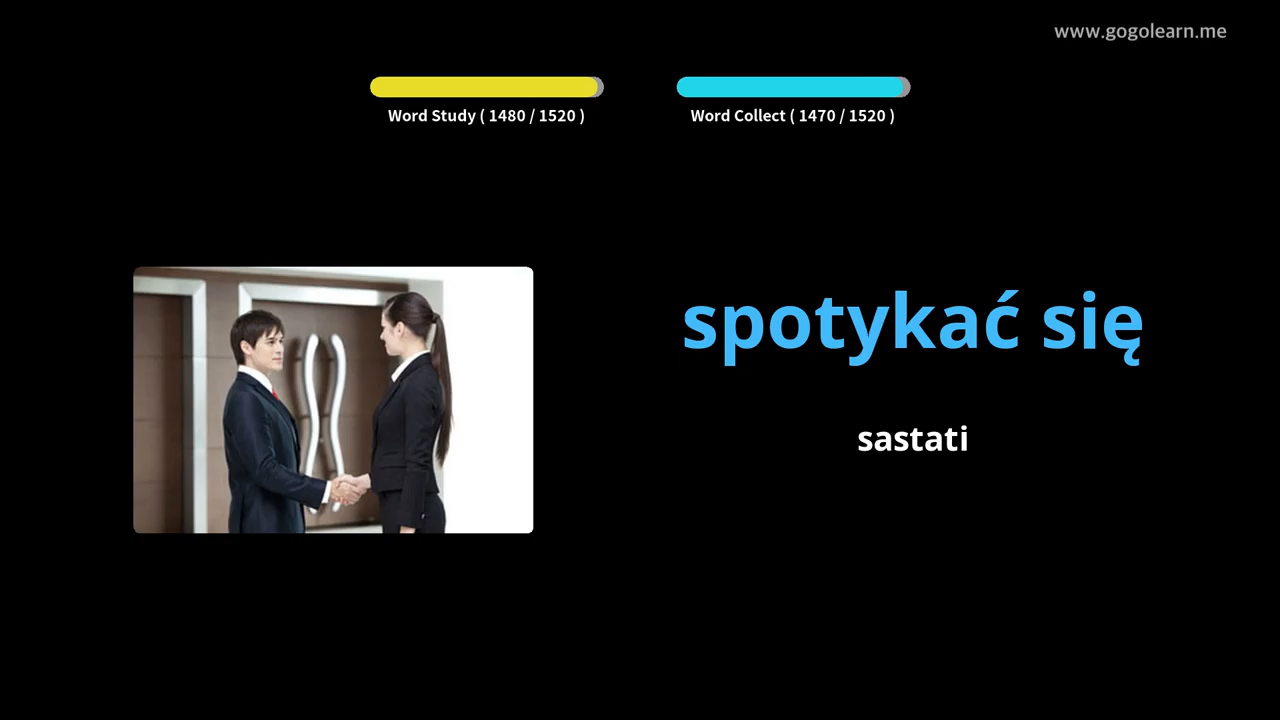 www.gogolearn.me
Word Study ( 1480 / 1520 )
Word Collect ( 1470 / 1520 )
spotykać się
sastati